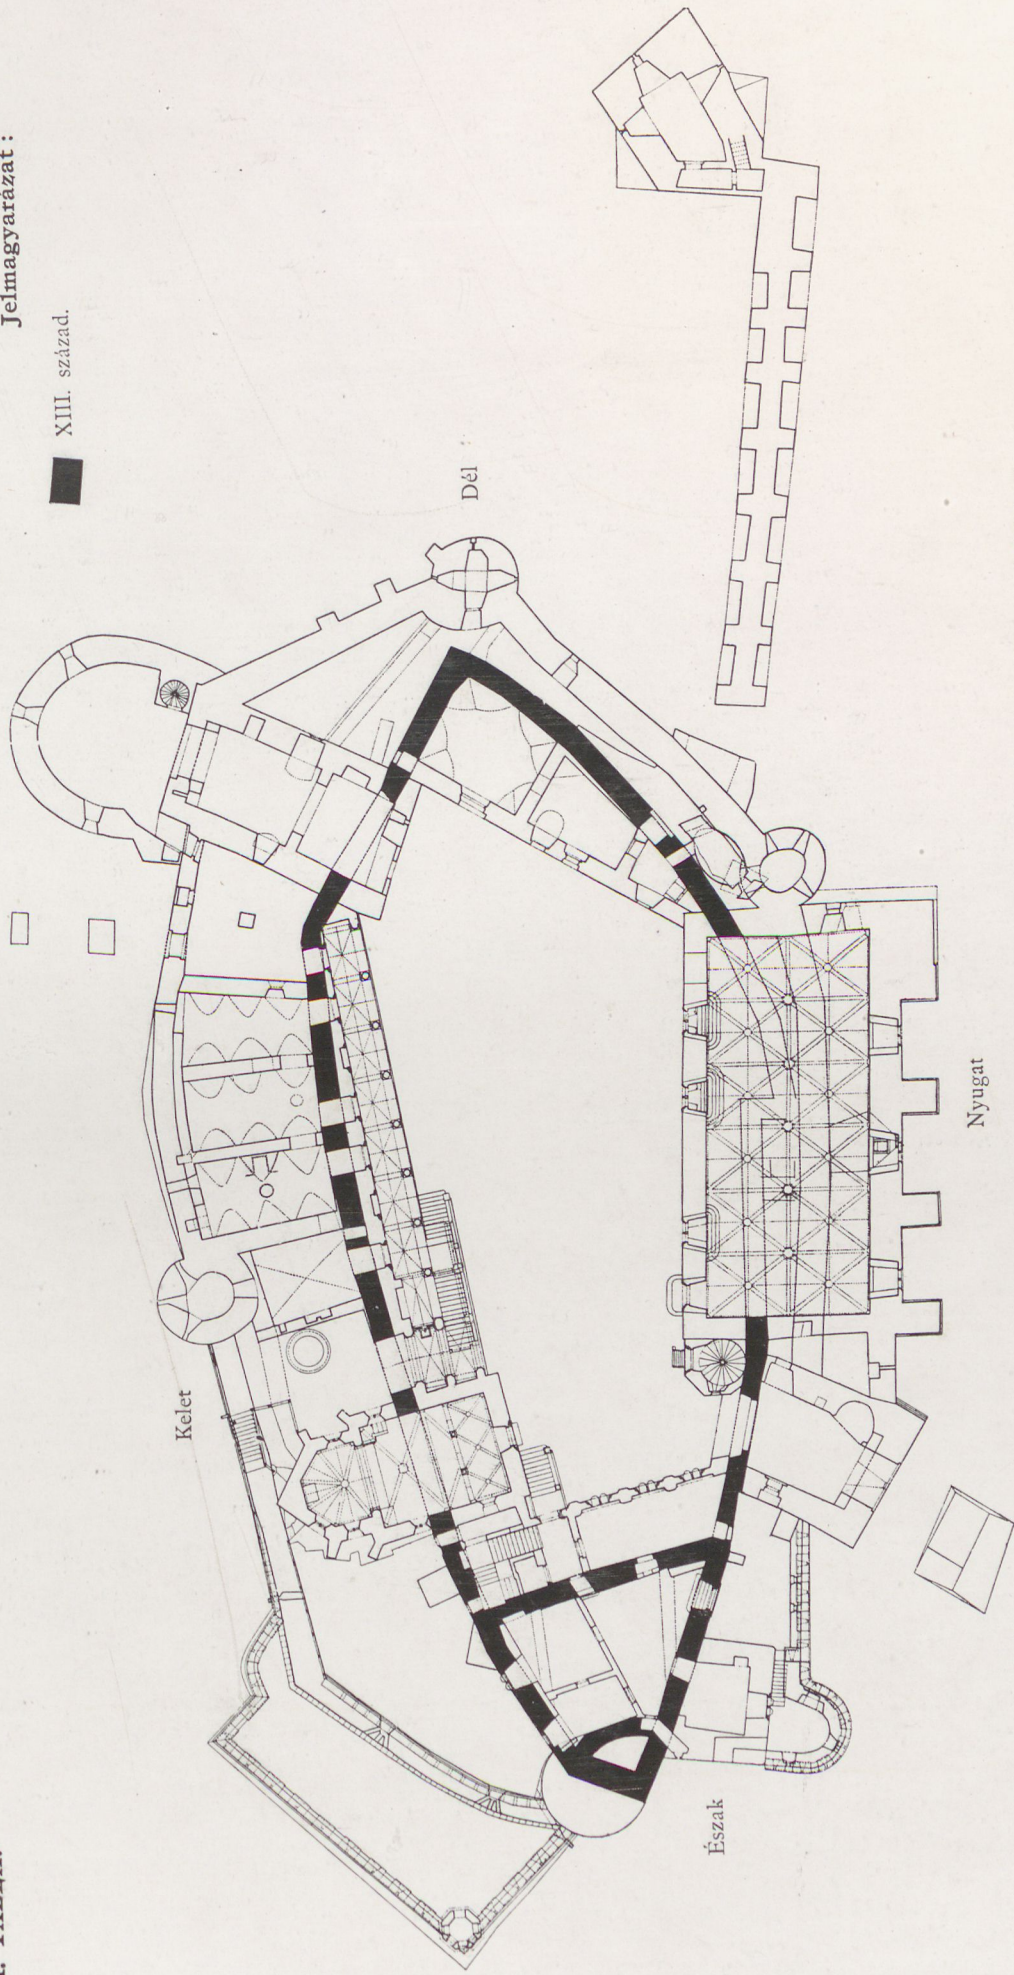 Jelmagyarázat :
XIII. század.
Dél
Kelet
Nyugat
Észak